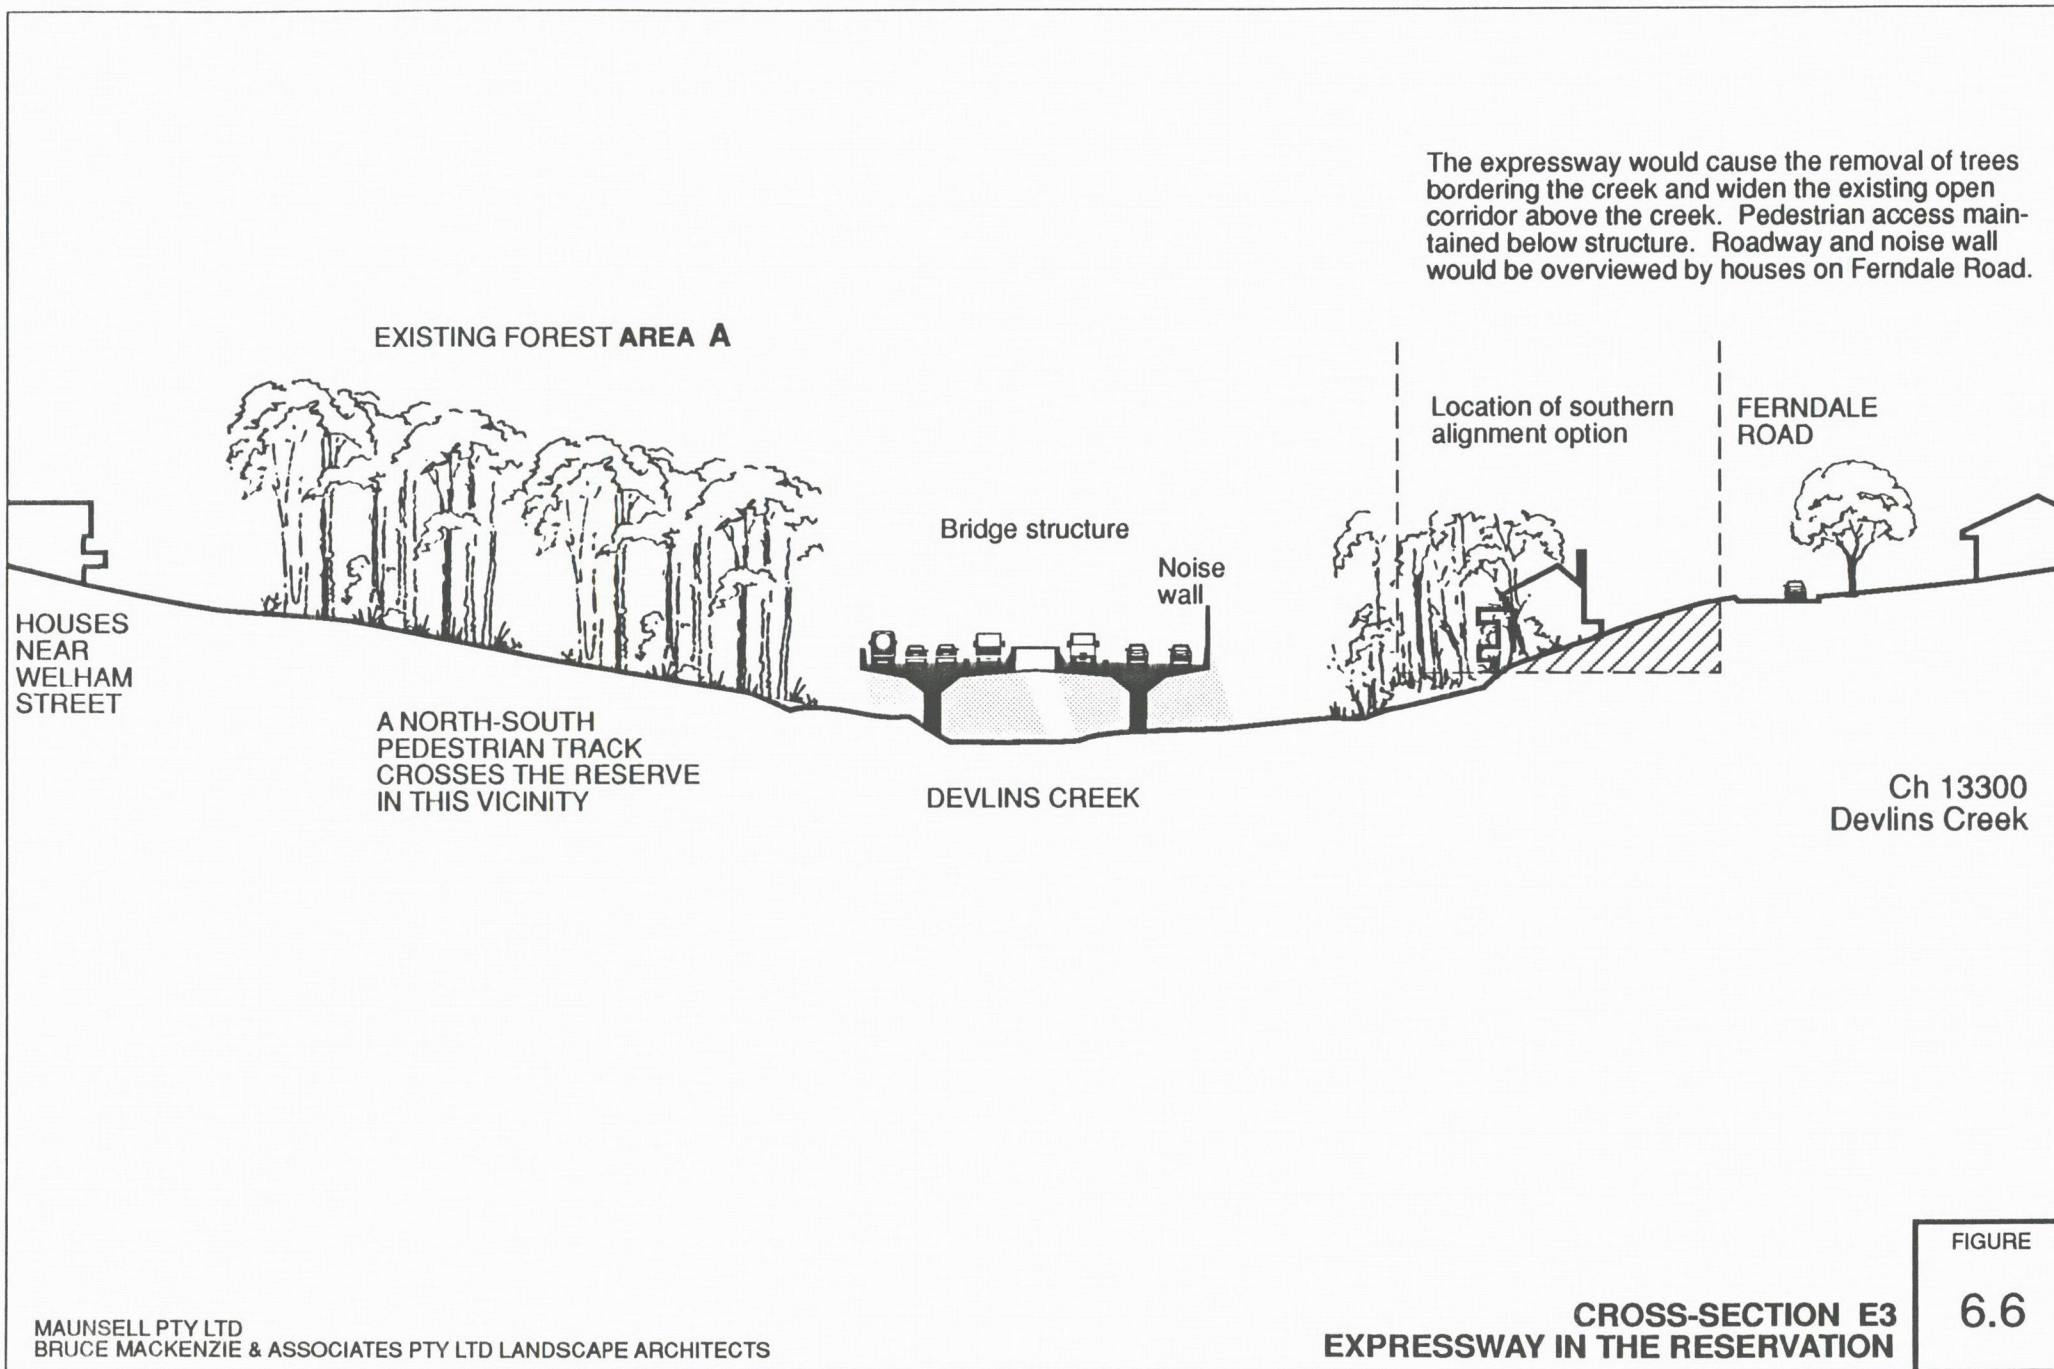 The expressway would cause the removal of trees
bordering the creek and widen the existing open
corridor above the creek.  Pedestrian access main-
tained below structure.  Roadway and noise wall
would be overviewed by houses on Ferndale Road.
EXISTING FOREST AREA A
Location of southern
alignment option
FERNDALE
ROAD
Bridge structure
Noise
wall
HOUSES
NEAR
WELHAM
STREET
A NORTH-SOUTH
PEDESTRIAN TRACK
CROSSES THE RESERVE
IN THIS VICINITY
DEVLINS CREEK
Ch 13300
Devlins Creek
FIGURE
6.6
CROSS-SECTION E3
EXPRESSWAY IN THE RESERVATION
MAUNSELL PTY LTD
BRUCE MACKENZIE & ASSOCIATES PTY LTD LANDSCAPE ARCHITECTS